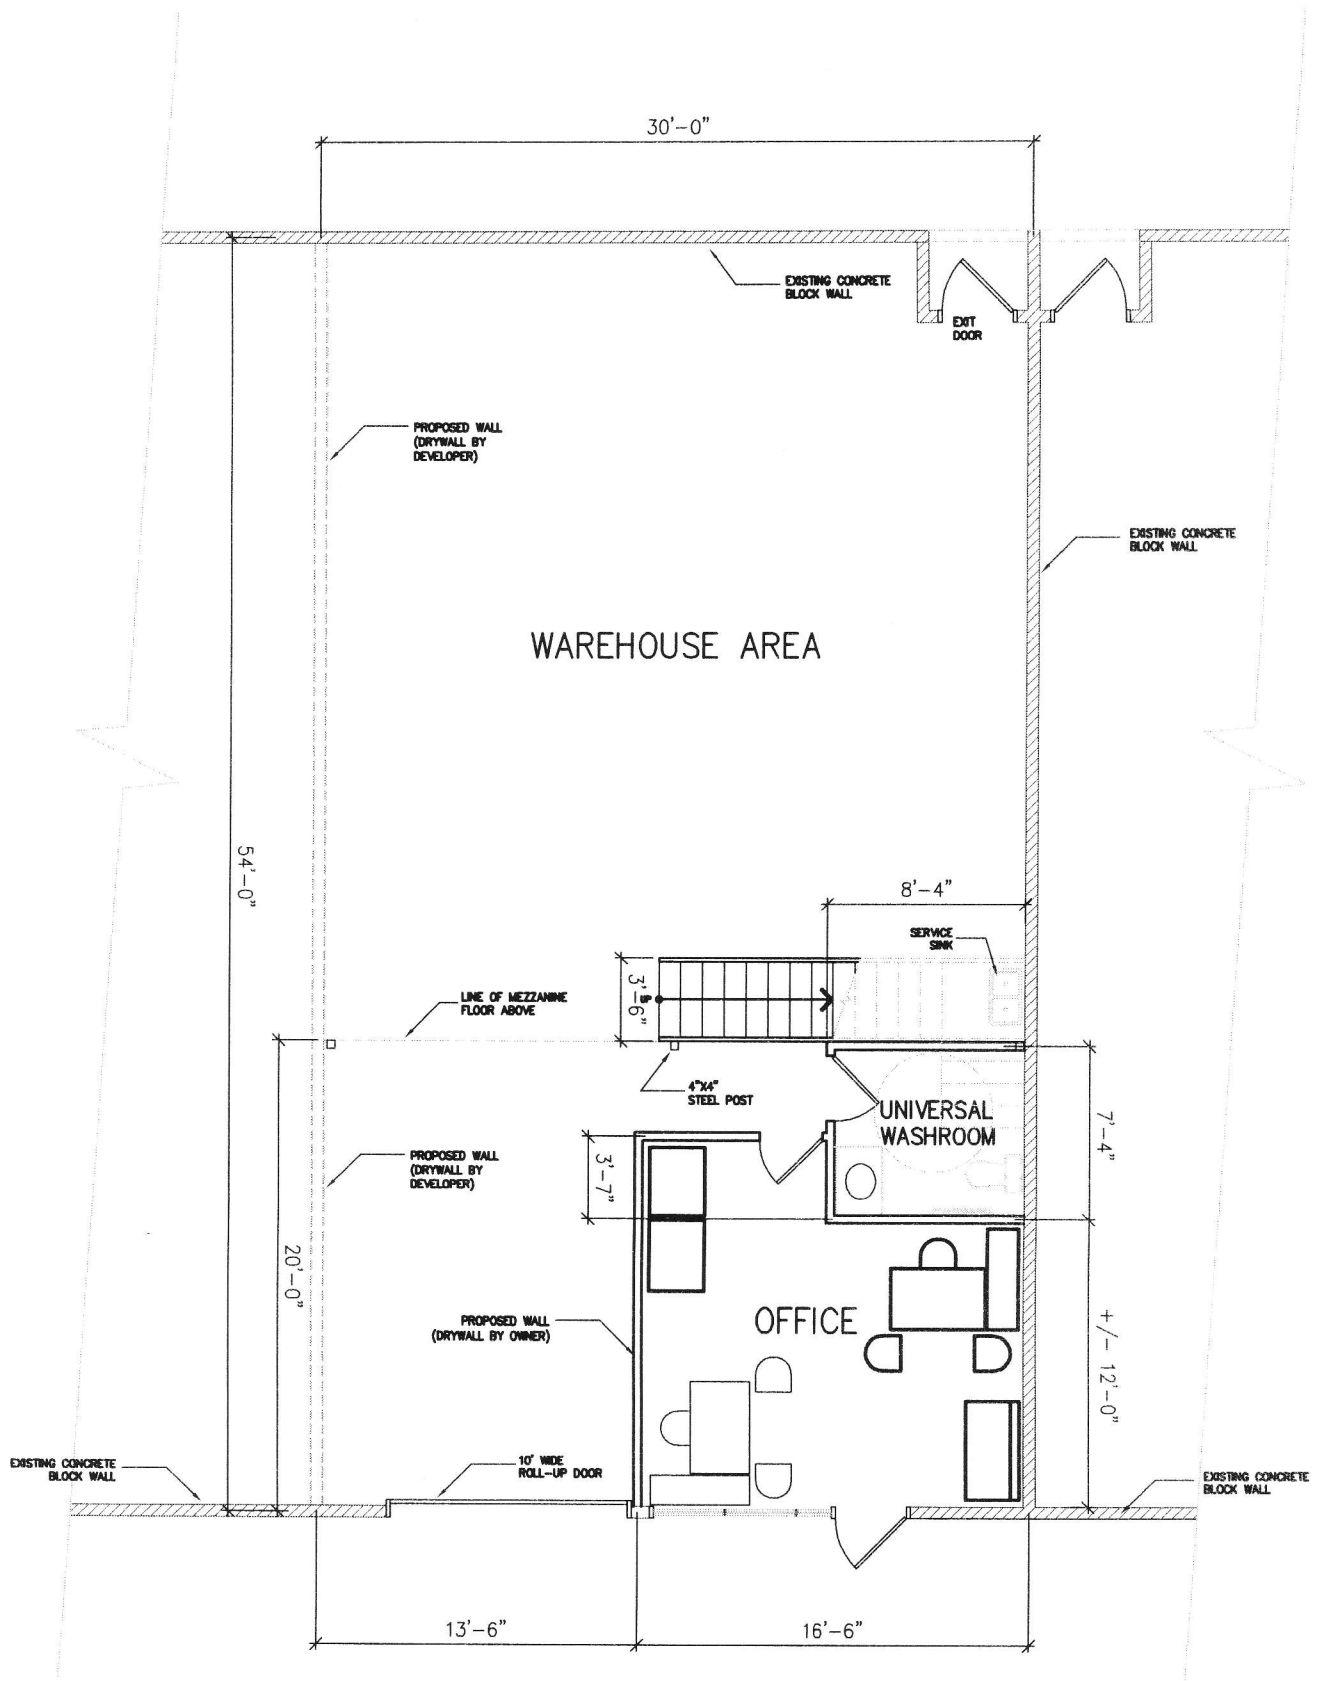 30'-0"
EXISTING CONCRETE
BLOCK WALL
EXIT
DOOR
PROPOSED WALL
(DRYWALL BY
DEVELOPER)
EXISTING CONCRETE
BLOCK WALL
WAREHOUSE AREA
54'-0"
8'-4"
SERVICE
SINK
3'-6"
UP
LINE OF MEZZANINE
FLOOR ABOVE
4"X4"
STEEL POST
UNIVERSAL
WASHROOM
7'-4"
PROPOSED WALL
(DRYWALL BY
DEVELOPER)
3'-7"
20'-0"
PROPOSED WALL
(DRYWALL BY OWNER)
OFFICE
+/- 12'-0"
EXISTING CONCRETE
BLOCK WALL
10' WIDE
ROLL-UP DOOR
EXISTING CONCRETE
BLOCK WALL
13'-6"
16'-6"